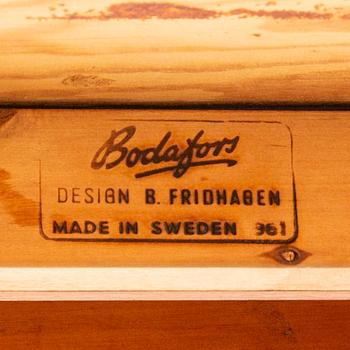 Bodafors
DESIGN B. FRIDHAGEN
MADE IN SWEDEN 961